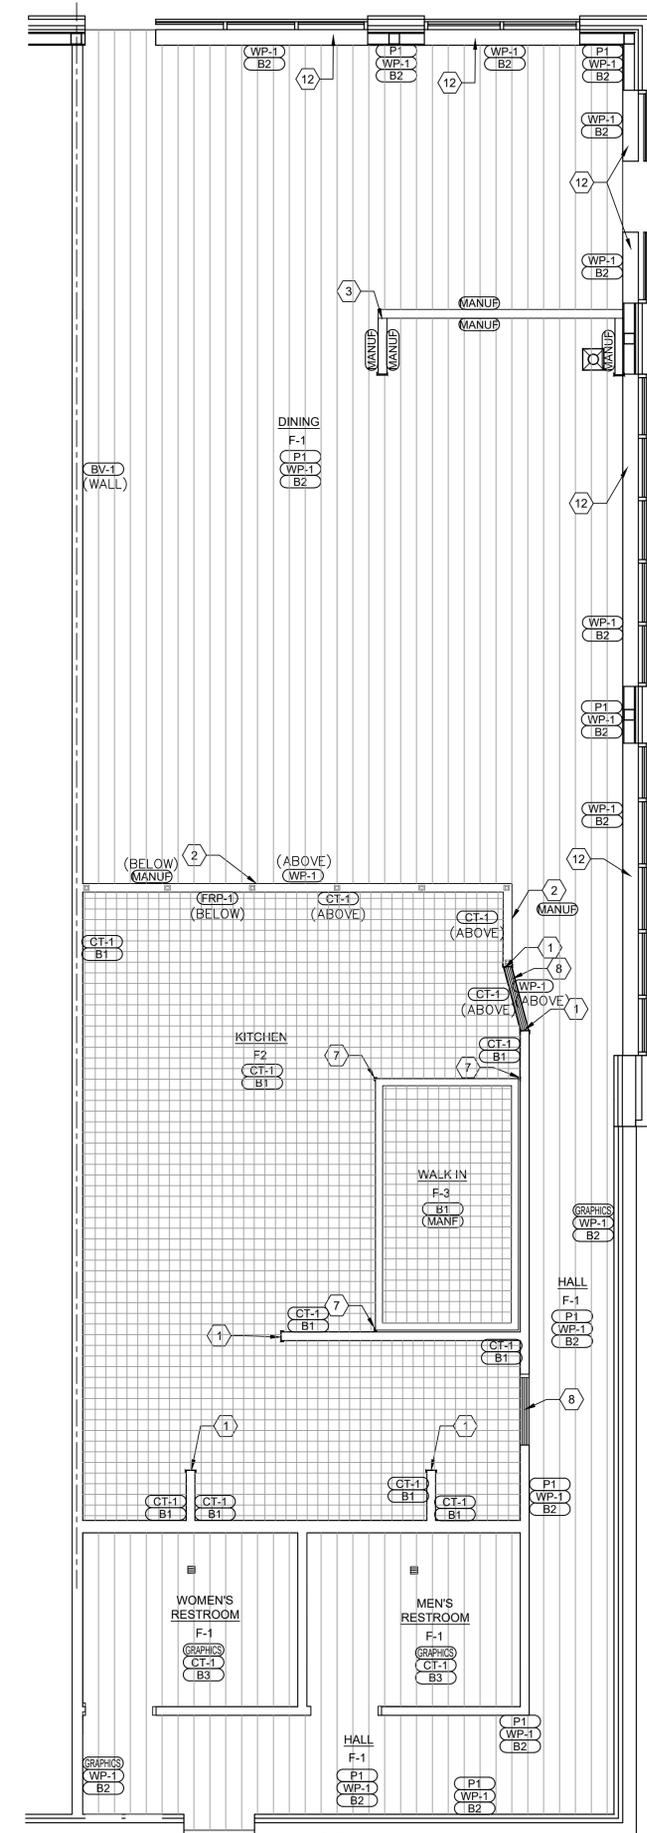 WP-1
B2
12
P1
WP-1
B2
12
WP-1
B2
P1
WP-1
B2
WP-1
B2
12
WP-1
B2
3
MANUF
MANUF
MANUF
MANUF
MANUF
DINING
F-1
P1
WP-1
B2
BV-1
(WALL)
12
WP-1
B2
P1
WP-1
B2
WP-1
B2
12
2
(BELOW)
MANUF
(ABOVE)
WP-1
FRP-1
(BELOW)
CT-1
(ABOVE)
2
MANUF
CT-1
(ABOVE)
CT-1
B1
1
8
WP-1
(ABOVE)
CT-1
(ABOVE)
1
KITCHEN
F2
CT-1
B1
7
CT-1
B1
7
WALK IN
F-3
B1
MANF
GRAPHICS
WP-1
B2
HALL
F-1
P1
WP-1
B2
7
CT-1
B1
1
CT-1
B1
8
1
1
CT-1
B1
CT-1
B1
CT-1
B1
CT-1
B1
P1
WP-1
B2
WOMEN'S
RESTROOM
F-1
GRAPHICS
CT-1
B3
MEN'S
RESTROOM
F-1
GRAPHICS
CT-1
B3
P1
WP-1
B2
HALL
F-1
P1
WP-1
B2
GRAPHICS
WP-1
B2
P1
WP-1
B2